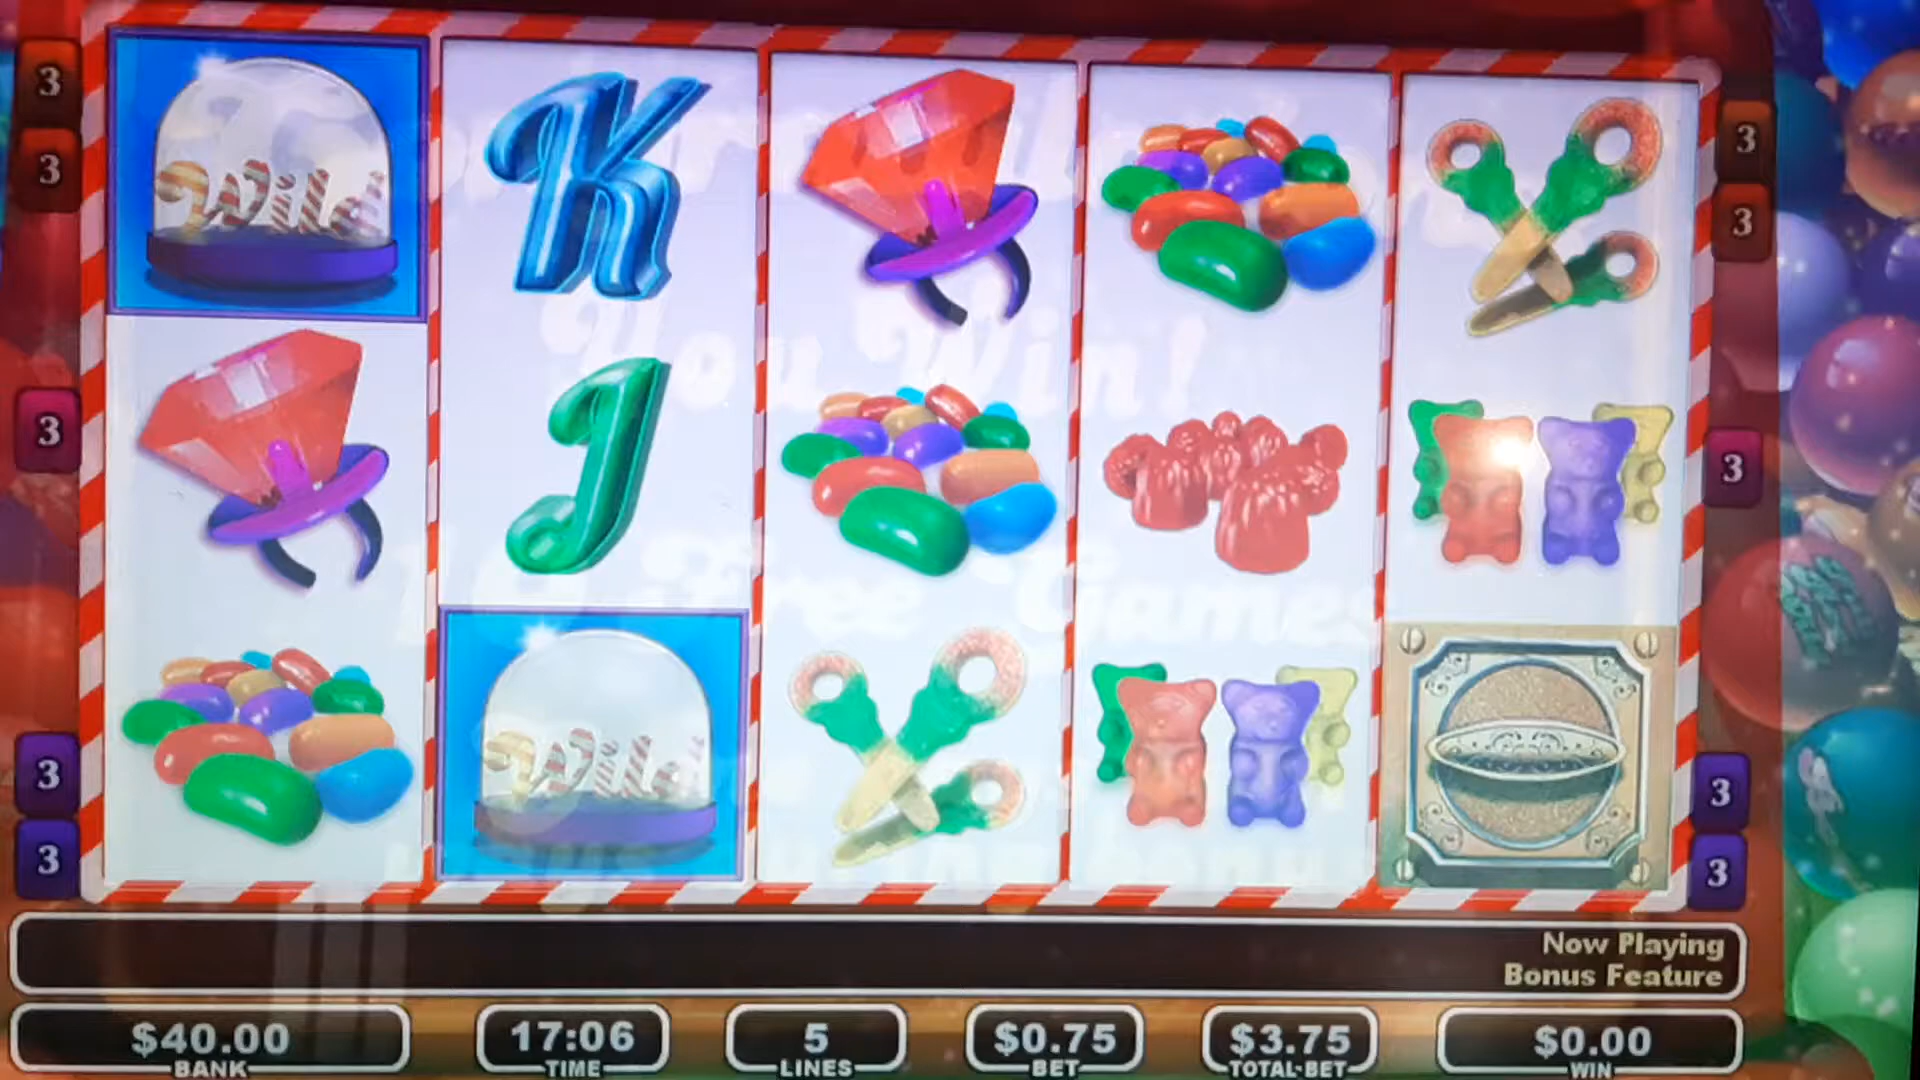 3
3
Wild
K
3
You Win!
3
3
J
3
10 Free Games
Wild
3
3
3
3
Now Playing
Bonus Feature
$40.00
BANK
17:06
TIME
5
LINES
$0.75
BET
$3.75
TOTAL-BET
$0.00
WIN